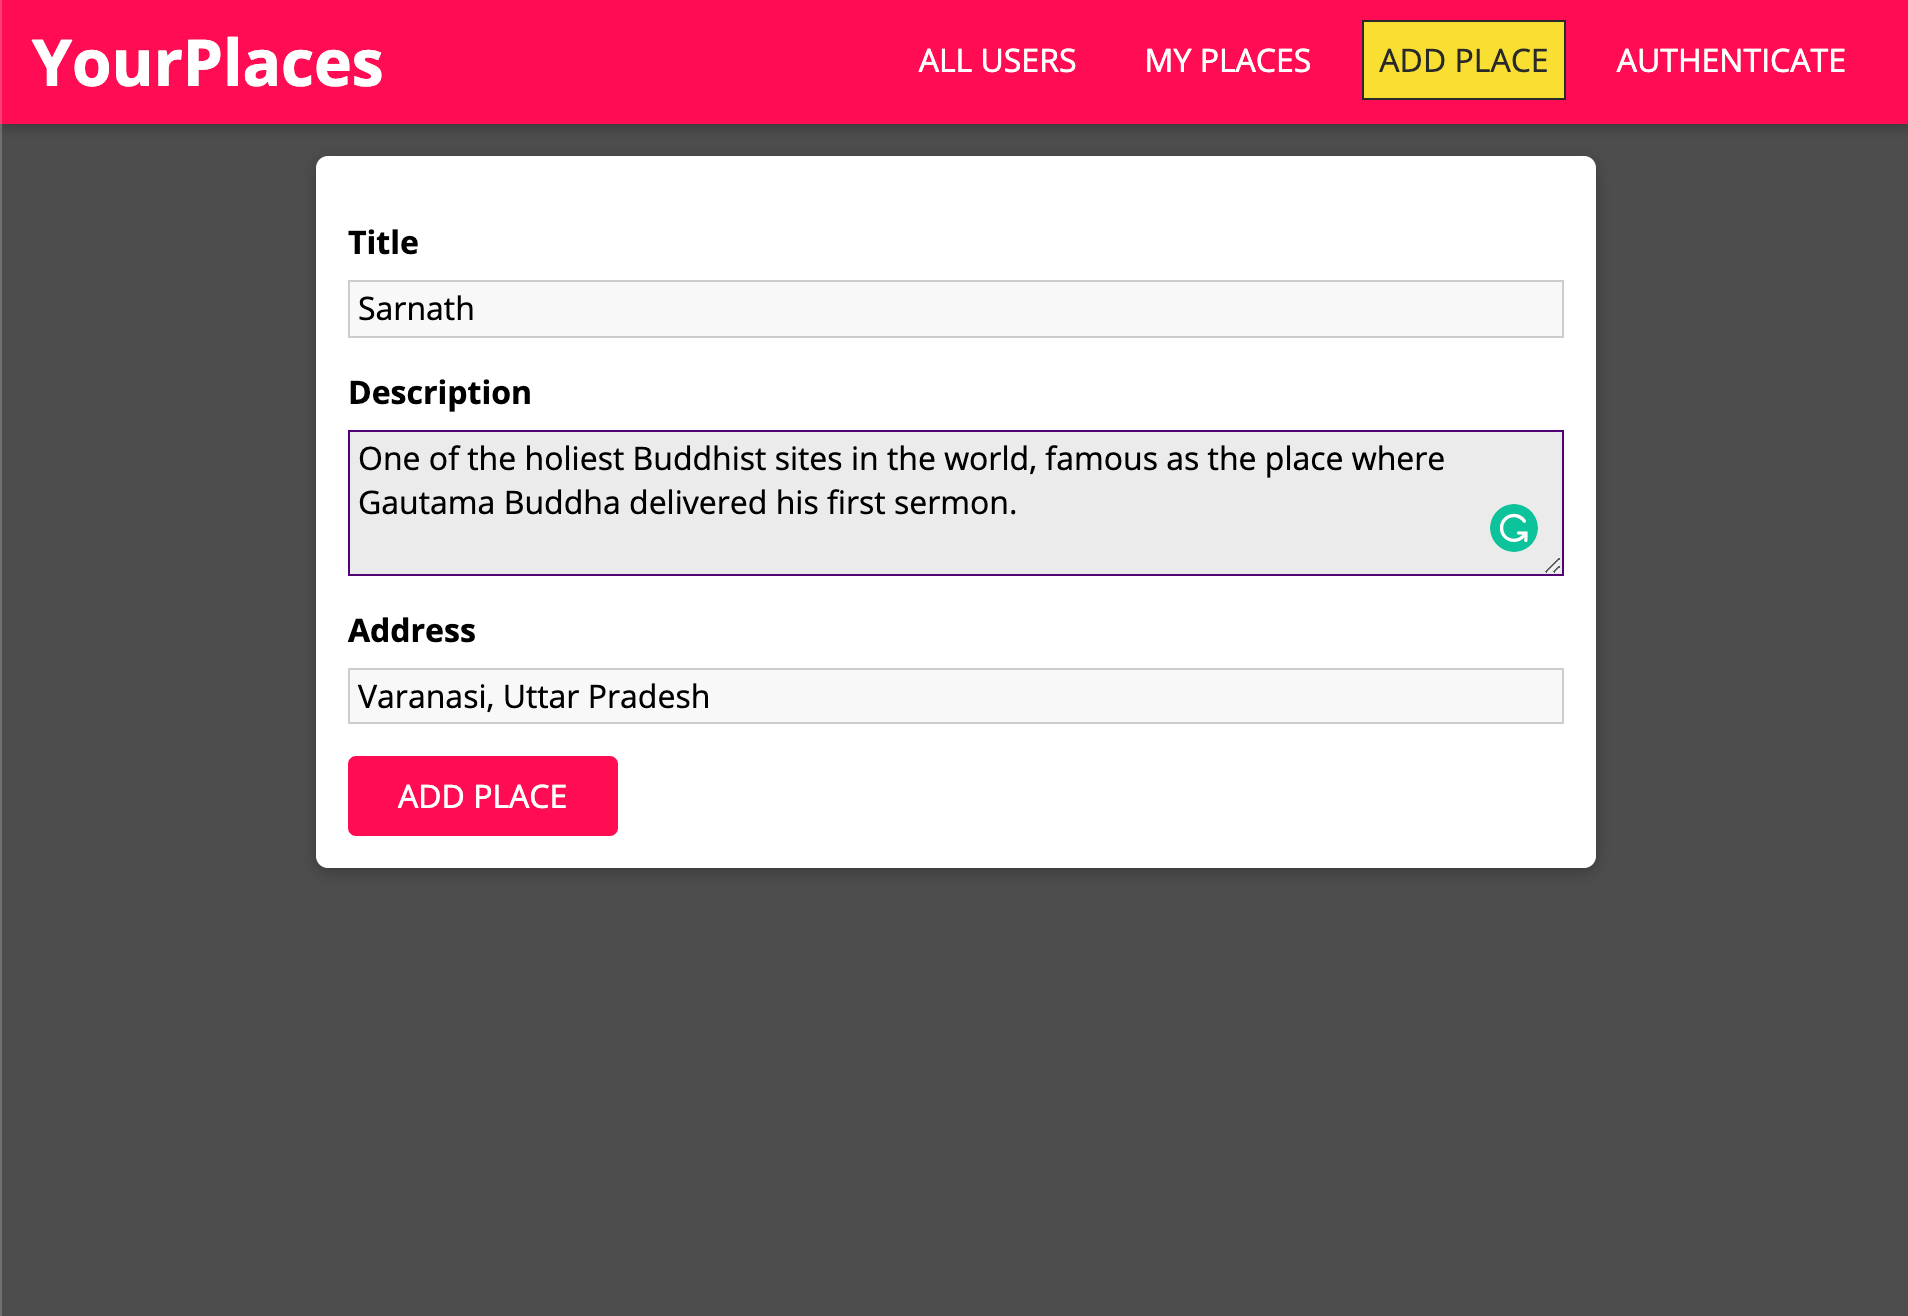 YourPlaces
ALL USERS
MY PLACES
ADD PLACE
AUTHENTICATE
Title
Sarnath
Description
One of the holiest Buddhist sites in the world, famous as the place where
Gautama Buddha delivered his first sermon.
Address
Varanasi, Uttar Pradesh
ADD PLACE